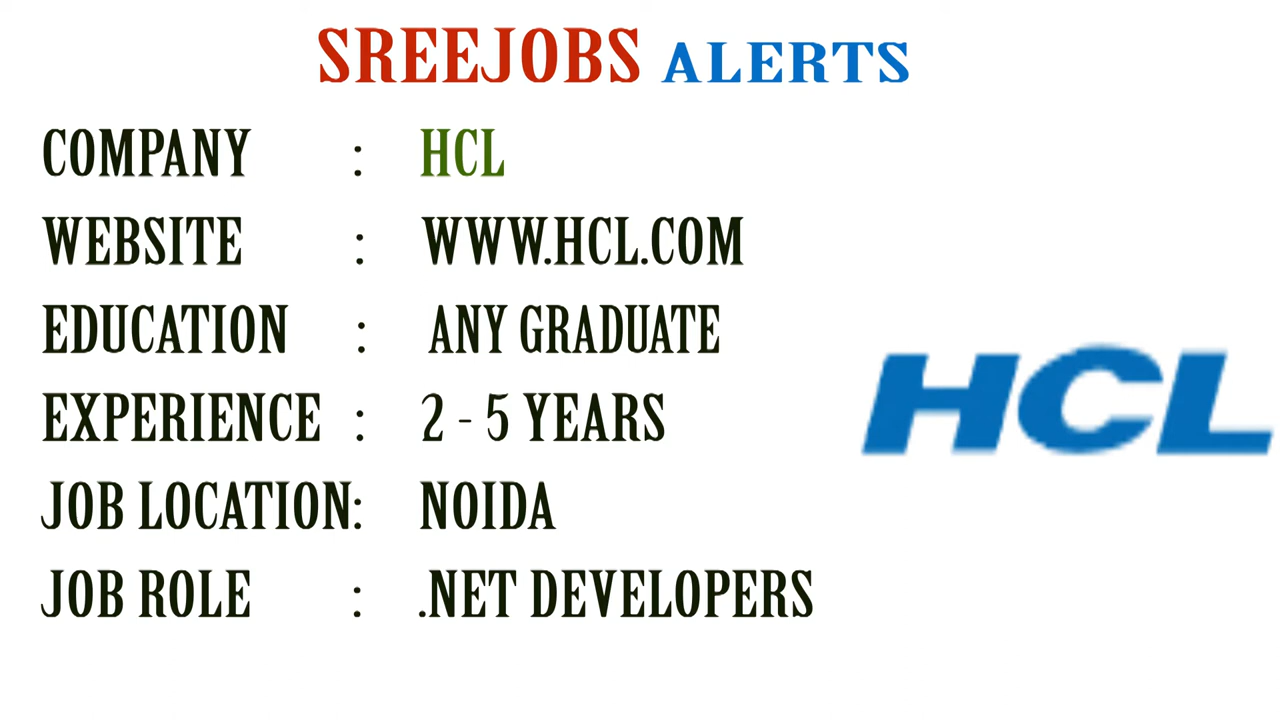 SREEJOBS ALERTS
COMPANY : HCL
WEBSITE : WWW.HCL.COM
EDUCATION : ANY GRADUATE
EXPERIENCE : 2 - 5 YEARS
HCL
JOB LOCATION: NOIDA
JOB ROLE : .NET DEVELOPERS